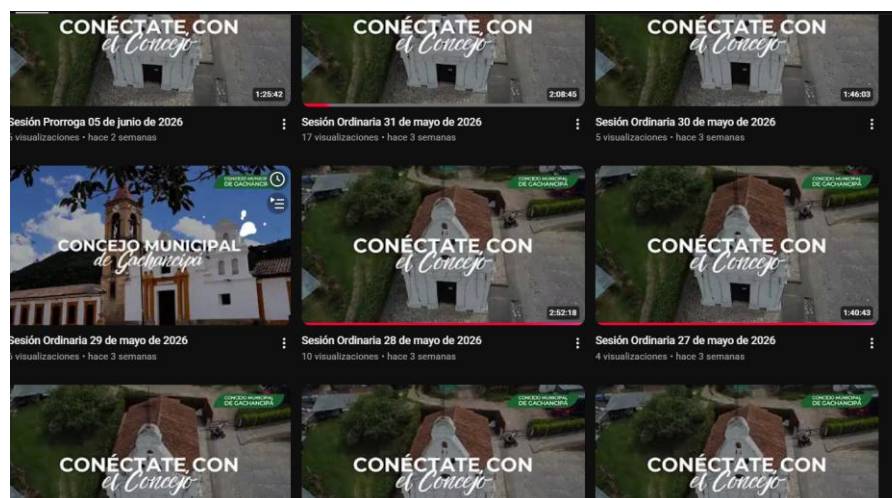 CONÉCTATE CON
el Concejo
1:25:42
CONÉCTATE CON
el Concejo
2:08:45
CONÉCTATE CON
el Concejo
1:46:03
Sesión Prorroga 05 de junio de 2026
visualizaciones • hace 2 semanas
Sesión Ordinaria 31 de mayo de 2026
17 visualizaciones • hace 3 semanas
Sesión Ordinaria 30 de mayo de 2026
5 visualizaciones • hace 3 semanas
DE GACHANCIP
CONCEJO MUNICIPAL
de Gachancipá
CONCEJO MUNICIPAL
DE GACHANCIPÁ
CONÉCTATE CON
el Concejo
2:52:18
CONCEJO MUNICIPAL
DE GACHANCIPÁ
CONÉCTATE CON
el Concejo
1:40:43
Sesión Ordinaria 29 de mayo de 2026
visualizaciones • hace 3 semanas
Sesión Ordinaria 28 de mayo de 2026
10 visualizaciones • hace 3 semanas
Sesión Ordinaria 27 de mayo de 2026
4 visualizaciones • hace 3 semanas
CONCEJO MUNICIPAL
DE GACHANCIPÁ
CONÉCTATE CON
el Concejo
CONCEJO MUNICIPAL
DE GACHANCIPÁ
CONÉCTATE CON
el Concejo
CONCEJO MUNICIPAL
DE GACHANCIPÁ
CONÉCTATE CON
el Concejo